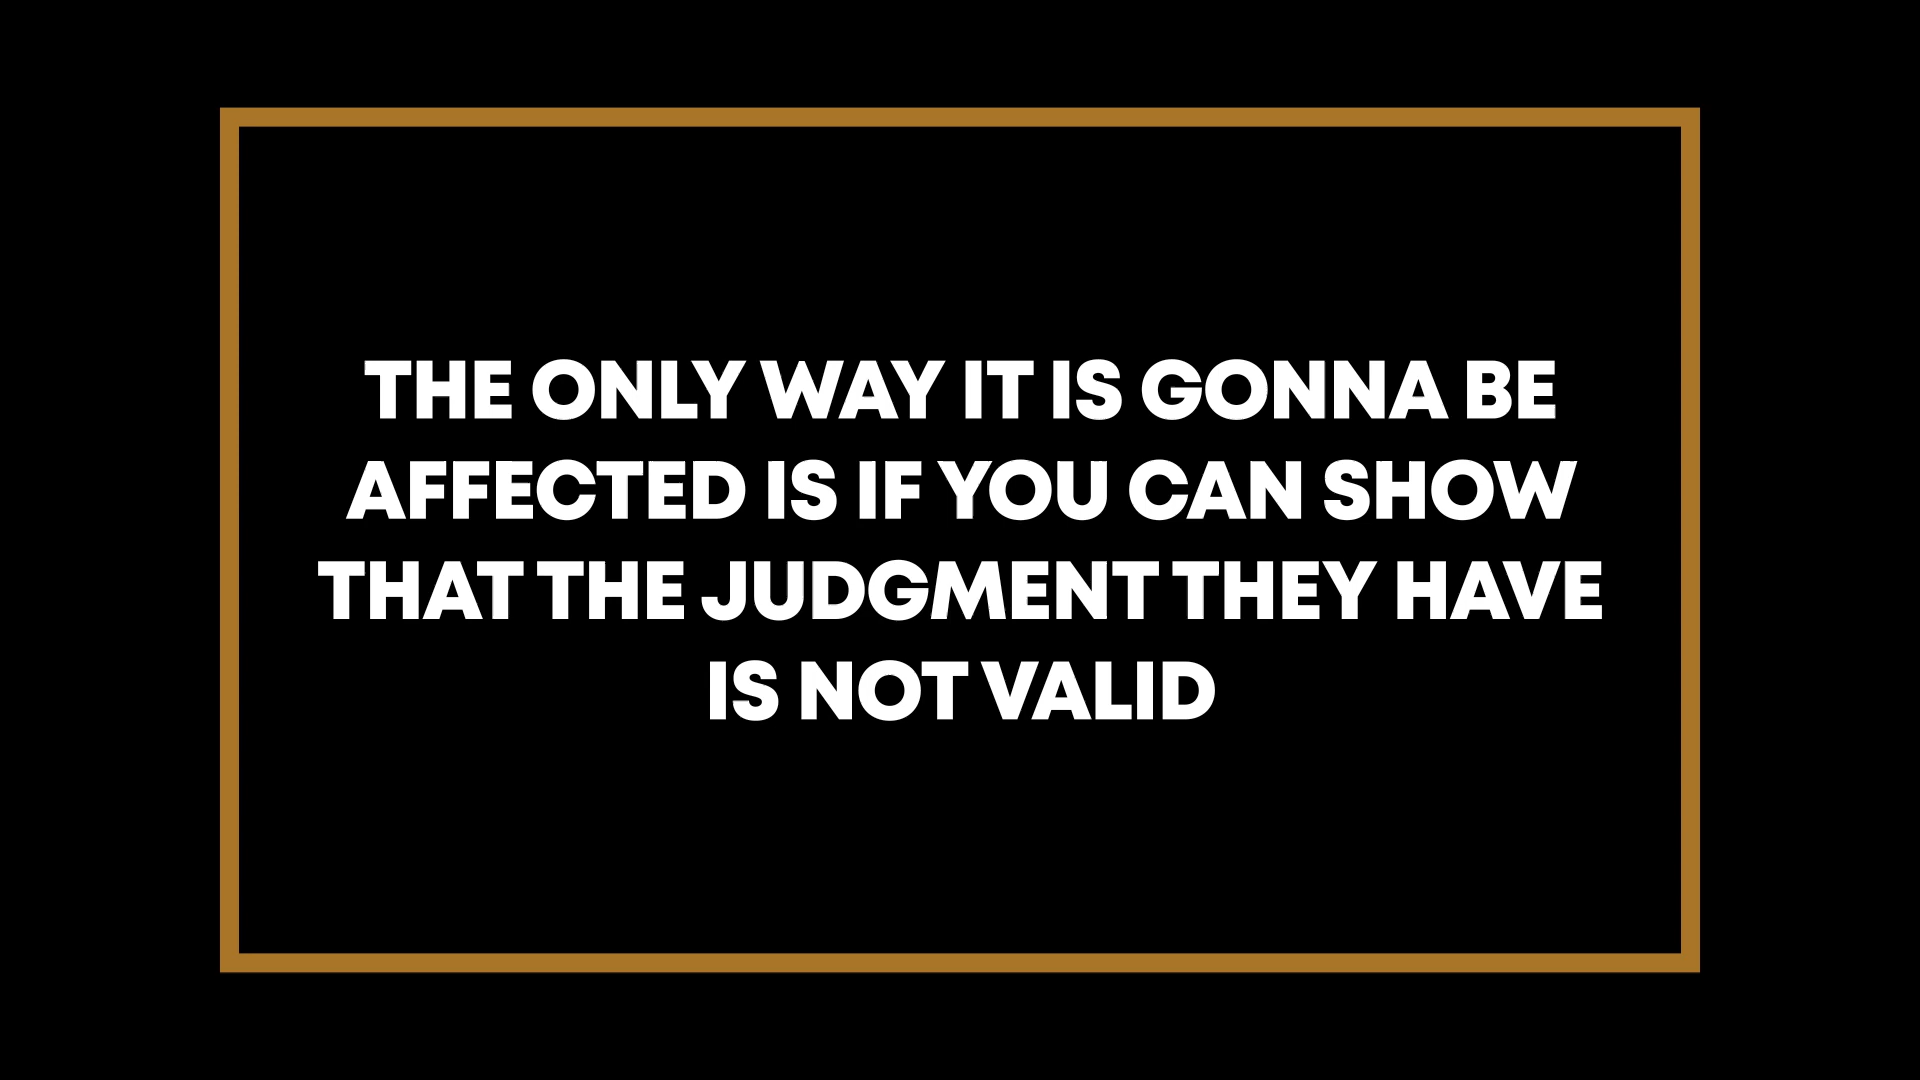 THE ONLY WAY IT IS GONNA BE
AFFECTED IS IF YOU CAN SHOW
THAT THE JUDGMENT THEY HAVE
IS NOT VALID